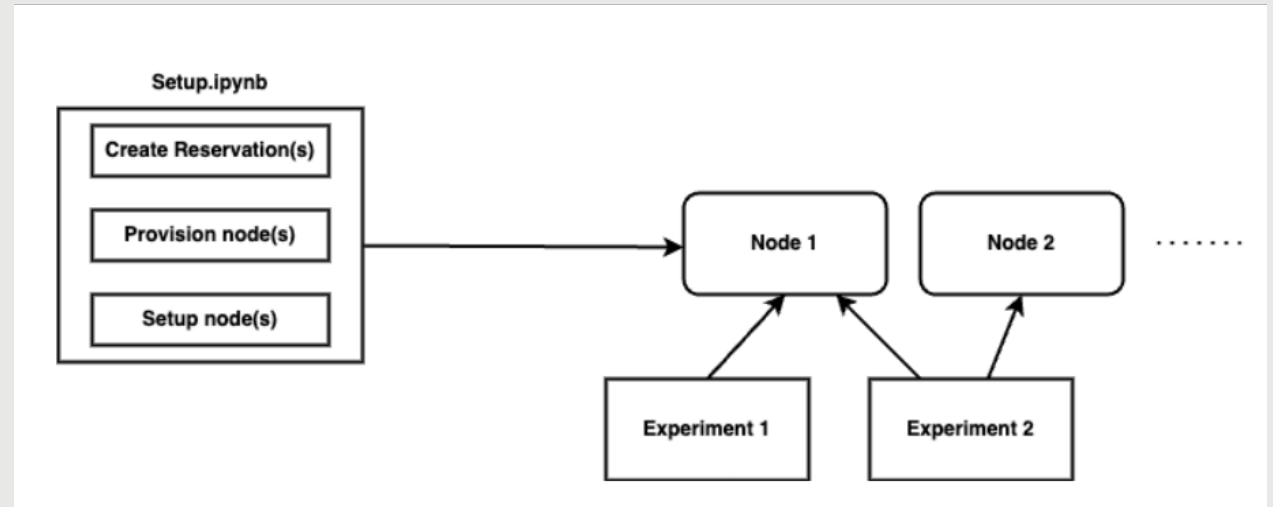 Setup.ipynb
Create Reservation(s)
Provision node(s)
Setup node(s)
Node 1
Node 2
.......
Experiment 1
Experiment 2